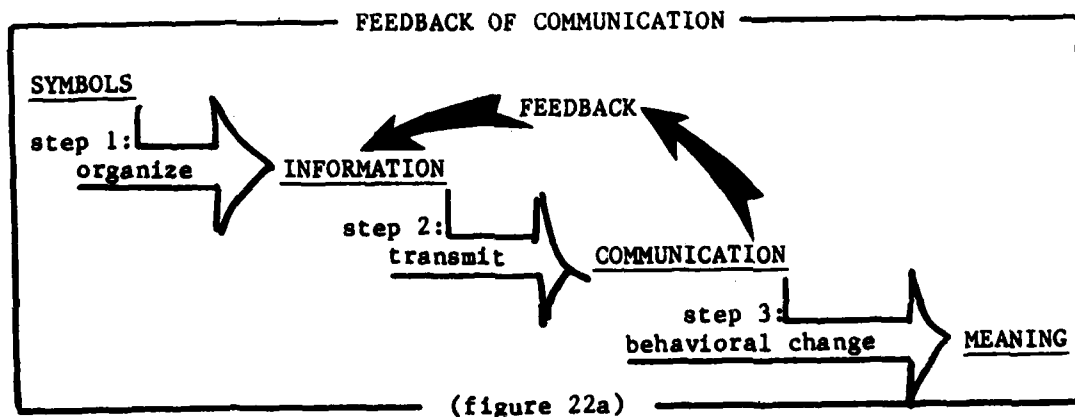 FEEDBACK OF COMMUNICATION
SYMBOLS
FEEDBACK
step 1:
organize
INFORMATION
step 2:
transmit
COMMUNICATION
step 3:
behavioral change
MEANING
(figure 22a)